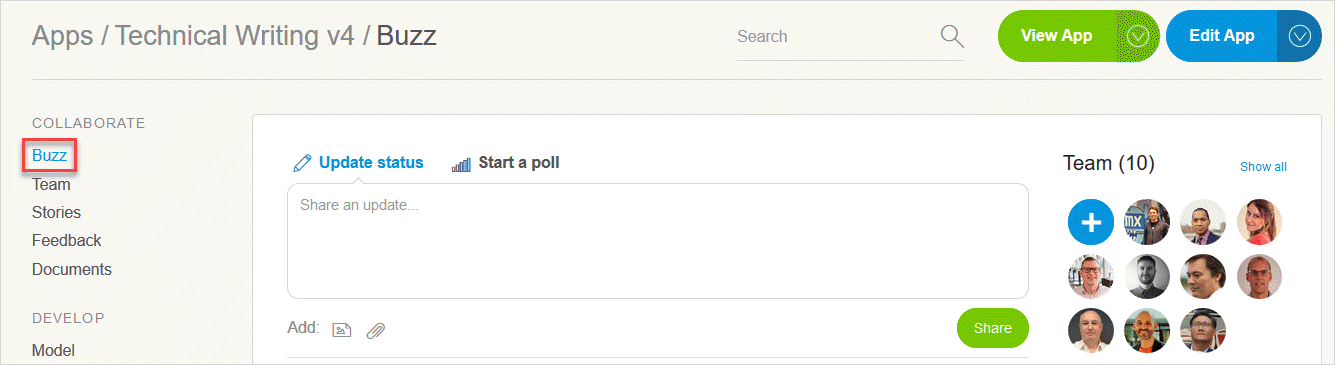 Apps / Technical Writing v4 / Buzz
Search
View App
Edit App
COLLABORATE
Buzz
Team
Stories
Feedback
Documents
DEVELOP
Model
Update status
Start a poll
Share an update...
Add:
Share
Team (10)
Show all
mx